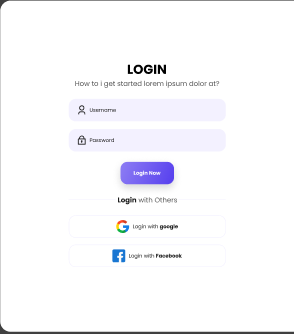 LOGIN
How to i get started lorem ipsum dolor at?
Username
Password
Login Now
Login with Others
Login with google
Login with Facebook